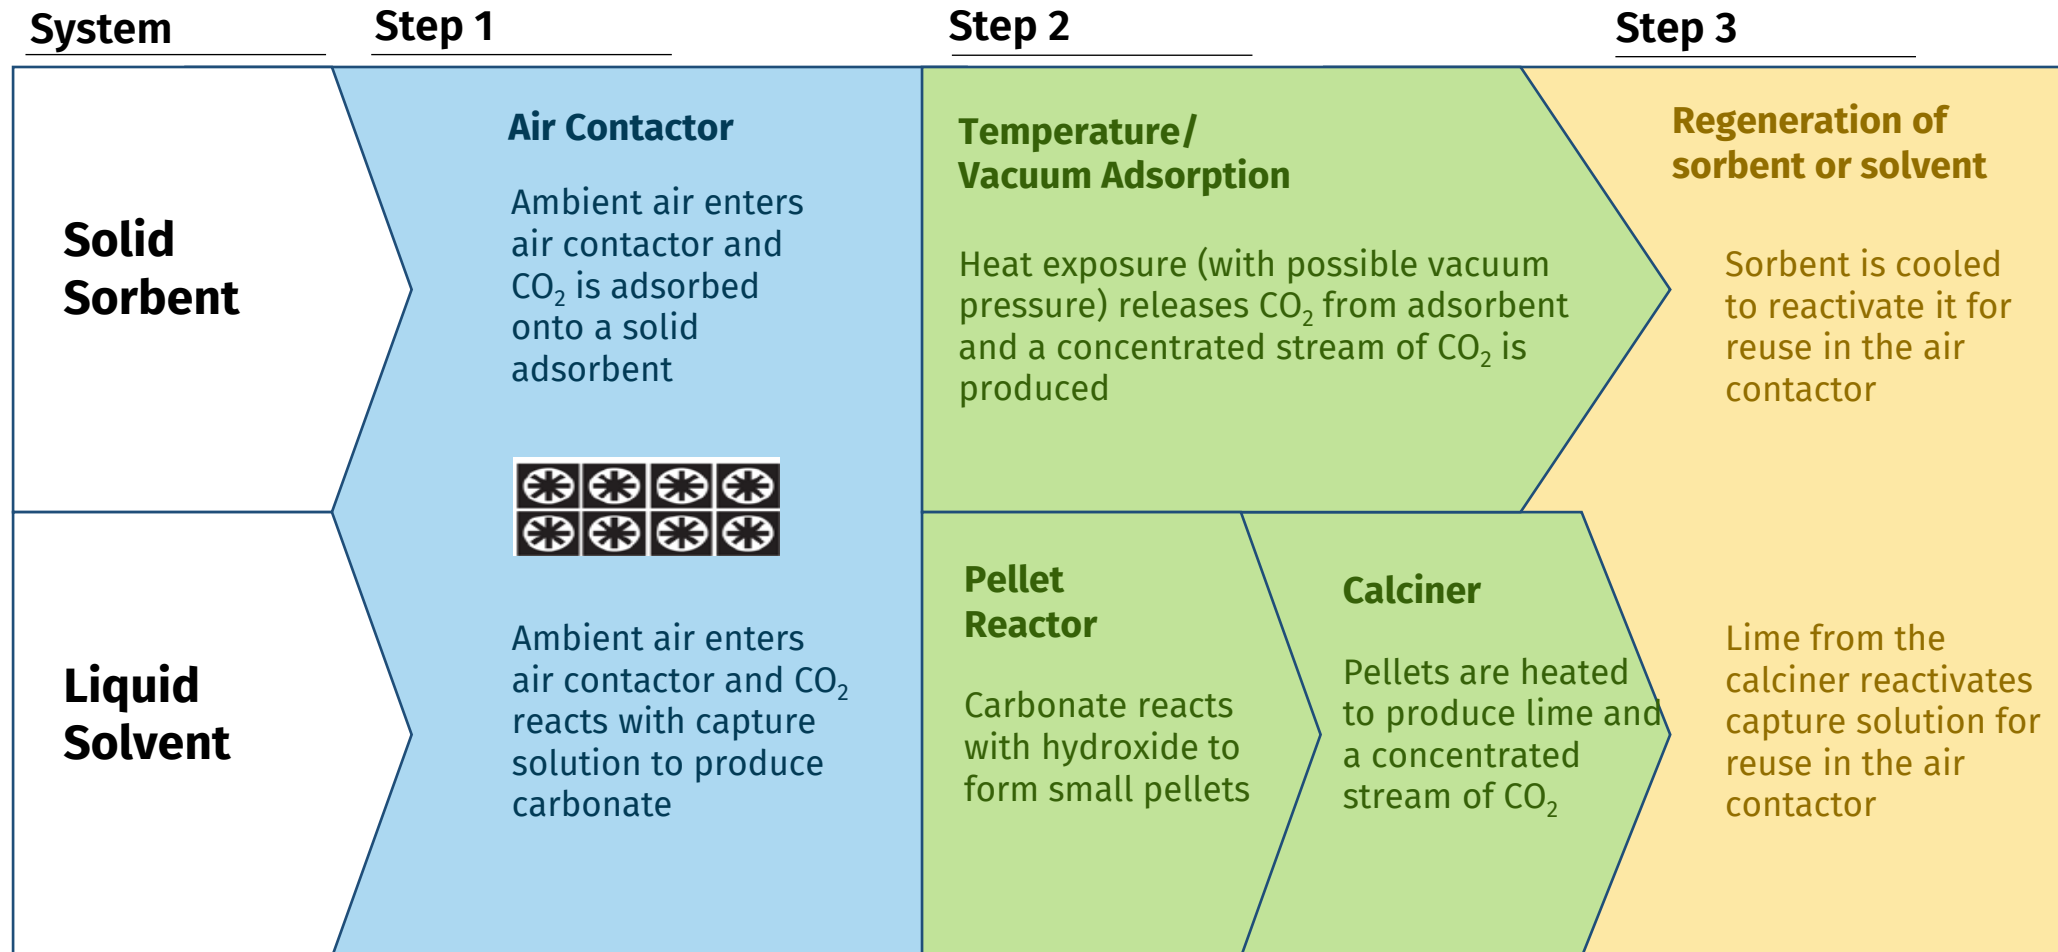 System
Step 1
Step 2
Step 3
Solid
Sorbent
Air Contactor
Ambient air enters
air contactor and
CO₂ is adsorbed
onto a solid
adsorbent
Temperature/
Vacuum Adsorption
Heat exposure (with possible vacuum
pressure) releases CO₂ from adsorbent
and a concentrated stream of CO₂ is
produced
Regeneration of
sorbent or solvent
Sorbent is cooled
to reactivate it for
reuse in the air
contactor
Liquid
Solvent
Ambient air enters
air contactor and CO₂
reacts with capture
solution to produce
carbonate
Pellet
Reactor
Carbonate reacts
with hydroxide to
form small pellets
Calciner
Pellets are heated
to produce lime and
a concentrated
stream of CO₂
Lime from the
calciner reactivates
capture solution for
reuse in the air
contactor